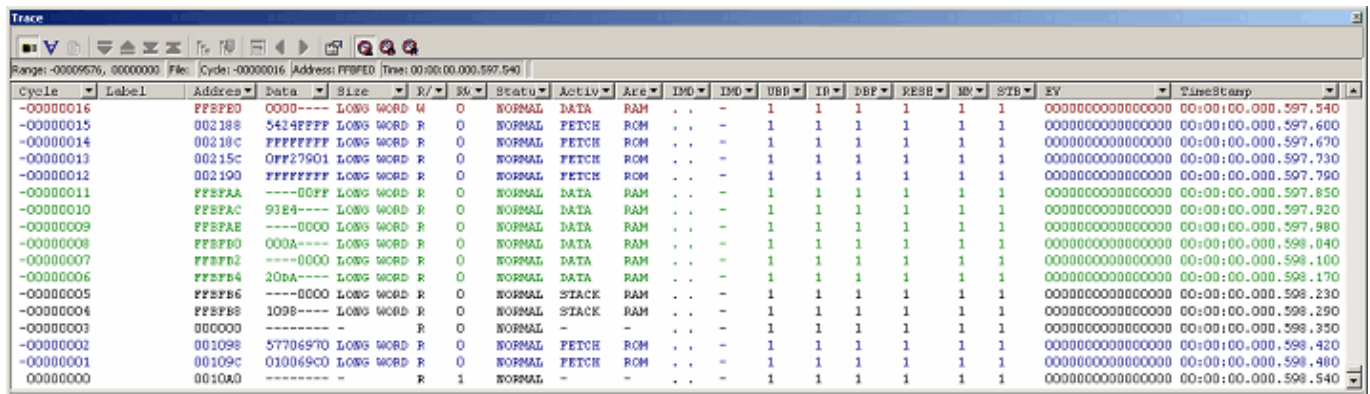 Trace
Range: -00009576, 00000000 File: Cycle: -00000016 Address: FFBFE0 Time: 00:00:00.000.597.540
Cycle Label Addres Data Size R/ RW Statu Activ Are IMD IMD UBR IR DBF RESE NM STB EV TimeStamp
-00000016 FFBFE0 0000---- LONG WORD W 0 NORMAL DATA RAM . . - 1 1 1 1 1 1 0000000000000000 00:00:00.000.597.540
-00000015 002188 5424FFFF LONG WORD R 0 NORMAL FETCH ROM . . - 1 1 1 1 1 1 0000000000000000 00:00:00.000.597.600
-00000014 00218C FFFFFFFF LONG WORD R 0 NORMAL FETCH ROM . . - 1 1 1 1 1 1 0000000000000000 00:00:00.000.597.670
-00000013 00215C 0FF27901 LONG WORD R 0 NORMAL FETCH ROM . . - 1 1 1 1 1 1 0000000000000000 00:00:00.000.597.730
-00000012 002190 FFFFFFFF LONG WORD R 0 NORMAL FETCH ROM . . - 1 1 1 1 1 1 0000000000000000 00:00:00.000.597.790
-00000011 FFBFAA ----00FF LONG WORD R 0 NORMAL DATA RAM . . - 1 1 1 1 1 1 0000000000000000 00:00:00.000.597.850
-00000010 FFBFAC 93E4---- LONG WORD R 0 NORMAL DATA RAM . . - 1 1 1 1 1 1 0000000000000000 00:00:00.000.597.920
-00000009 FFBFAE ----0000 LONG WORD R 0 NORMAL DATA RAM . . - 1 1 1 1 1 1 0000000000000000 00:00:00.000.597.980
-00000008 FFBFB0 000A---- LONG WORD R 0 NORMAL DATA RAM . . - 1 1 1 1 1 1 0000000000000000 00:00:00.000.598.040
-00000007 FFBFB2 ----0000 LONG WORD R 0 NORMAL DATA RAM . . - 1 1 1 1 1 1 0000000000000000 00:00:00.000.598.100
-00000006 FFBFB4 20DA---- LONG WORD R 0 NORMAL DATA RAM . . - 1 1 1 1 1 1 0000000000000000 00:00:00.000.598.170
-00000005 FFBFB6 ----0000 LONG WORD R 0 NORMAL STACK RAM . . - 1 1 1 1 1 1 0000000000000000 00:00:00.000.598.230
-00000004 FFBFB8 1098---- LONG WORD R 0 NORMAL STACK RAM . . - 1 1 1 1 1 1 0000000000000000 00:00:00.000.598.290
-00000003 000000 -------- - R 0 NORMAL - - . . - 1 1 1 1 1 1 0000000000000000 00:00:00.000.598.350
-00000002 001098 57706970 LONG WORD R 0 NORMAL FETCH ROM . . - 1 1 1 1 1 1 0000000000000000 00:00:00.000.598.420
-00000001 00109C 010069C0 LONG WORD R 0 NORMAL FETCH ROM . . - 1 1 1 1 1 1 0000000000000000 00:00:00.000.598.480
00000000 0010A0 -------- - R 1 NORMAL - - . . - 1 1 1 1 1 1 0000000000000000 00:00:00.000.598.540